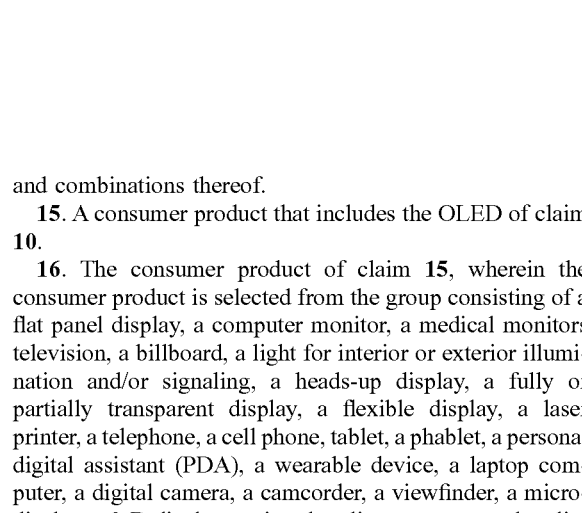 and combinations thereof.
15. A consumer product that includes the OLED of claim
10.
16. The consumer product of claim 15, wherein the
consumer product is selected from the group consisting of a
flat panel display, a computer monitor, a medical monitors
television, a billboard, a light for interior or exterior illumi-
nation and/or signaling, a heads-up display, a fully or
partially transparent display, a flexible display, a laser
printer, a telephone, a cell phone, tablet, a phablet, a personal
digital assistant (PDA), a wearable device, a laptop com-
puter, a digital camera, a camcorder, a viewfinder, a micro-